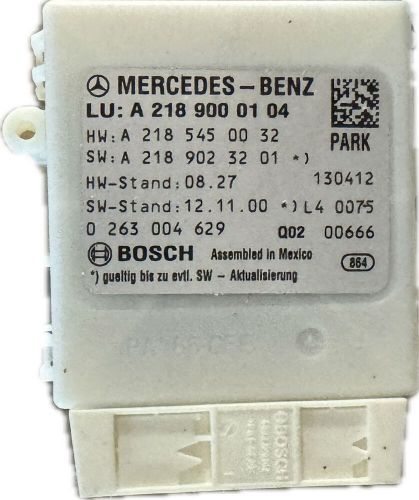 MERCEDES-BENZ
LU: A 218 900 01 04
HW: A 218 545 00 32 PARK
SW: A 218 902 32 01 *)
HW-Stand: 08.27 130412
SW-Stand: 12.11.00 *) L4 0075
0 263 004 629 Q02 00666
BOSCH Assembled in Mexico
*) gueltig bis zu evtl. SW - Aktualisierung 864
BOSCH